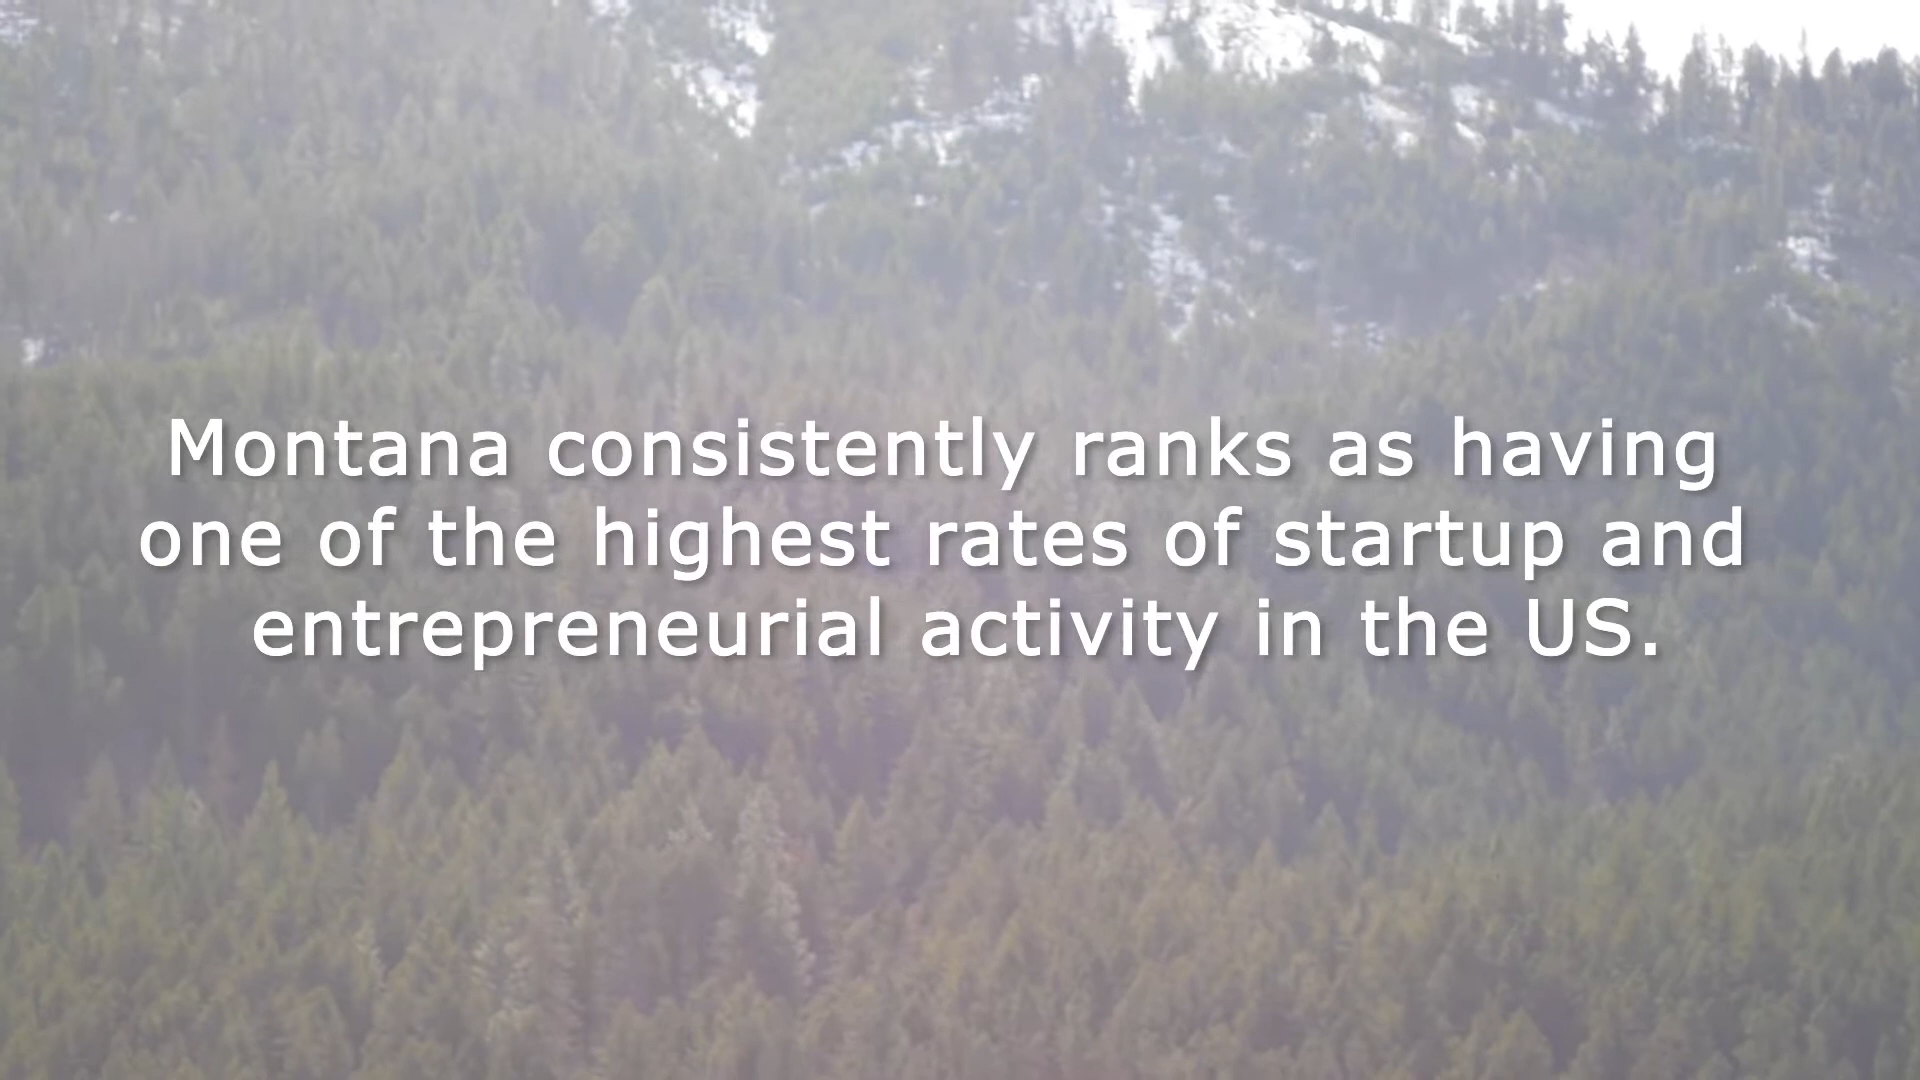 Montana consistently ranks as having
one of the highest rates of startup and
entrepreneurial activity in the US.